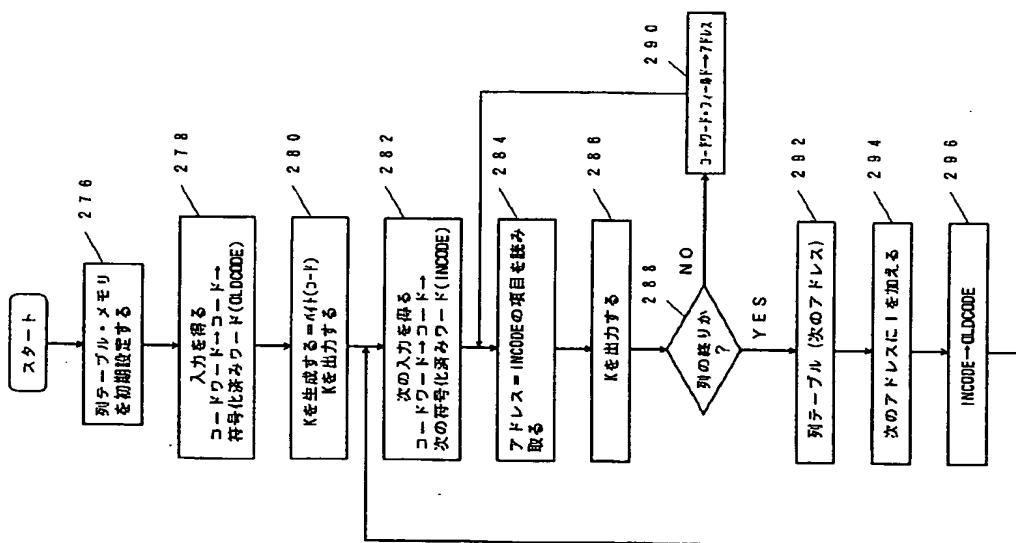 スタート
276
列テーブル・メモリ
を初期設定する
278
入力を得る
コードワード→コード→
符号化済みワード(OLDCODE)
280
Kを生成する=バイト(コード)
Kを出力する
282
次の入力を得る
コードワード→コード→
次の符号化済みワード(INCODE)
284
アドレス=INCODEの項目を読み
取る
286
Kを出力する
288
列の終りか
?
NO
YES
290
コードワード・フィールド→アドレス
292
列テーブル(次のアドレス)
294
次のアドレスに1を加える
296
INCODE→OLDCODE